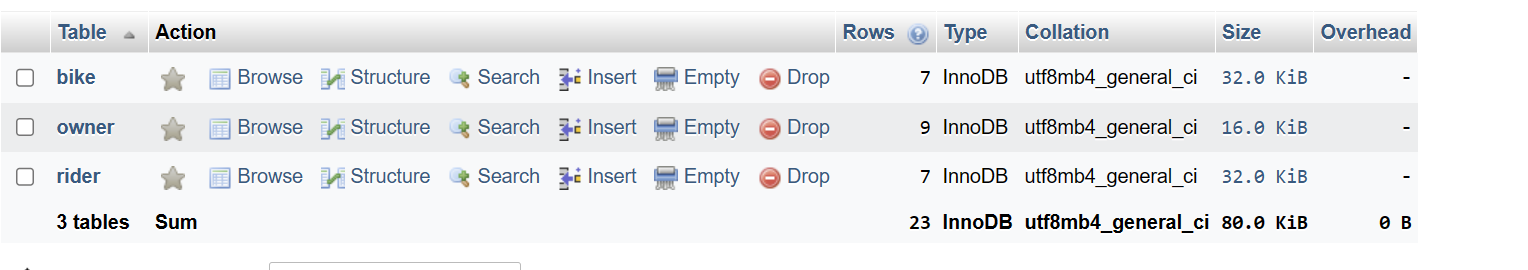 Table Action Rows Type Collation Size Overhead
bike Browse Structure Search Insert Empty Drop 7 InnoDB utf8mb4_general_ci 32.0 KiB -
owner Browse Structure Search Insert Empty Drop 9 InnoDB utf8mb4_general_ci 16.0 KiB -
rider Browse Structure Search Insert Empty Drop 7 InnoDB utf8mb4_general_ci 32.0 KiB -
3 tables Sum 23 InnoDB utf8mb4_general_ci 80.0 KiB 0 B